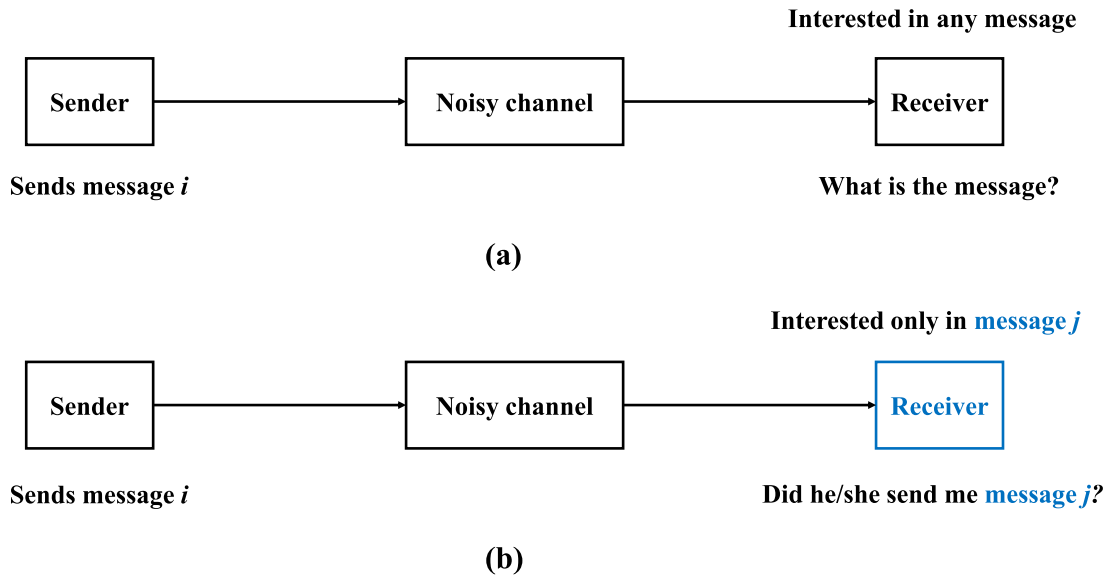 Interested in any message
Sender
Noisy channel
Receiver
Sends message i
What is the message?
(a)
Interested only in message j
Sender
Noisy channel
Receiver
Sends message i
Did he/she send me message j?
(b)